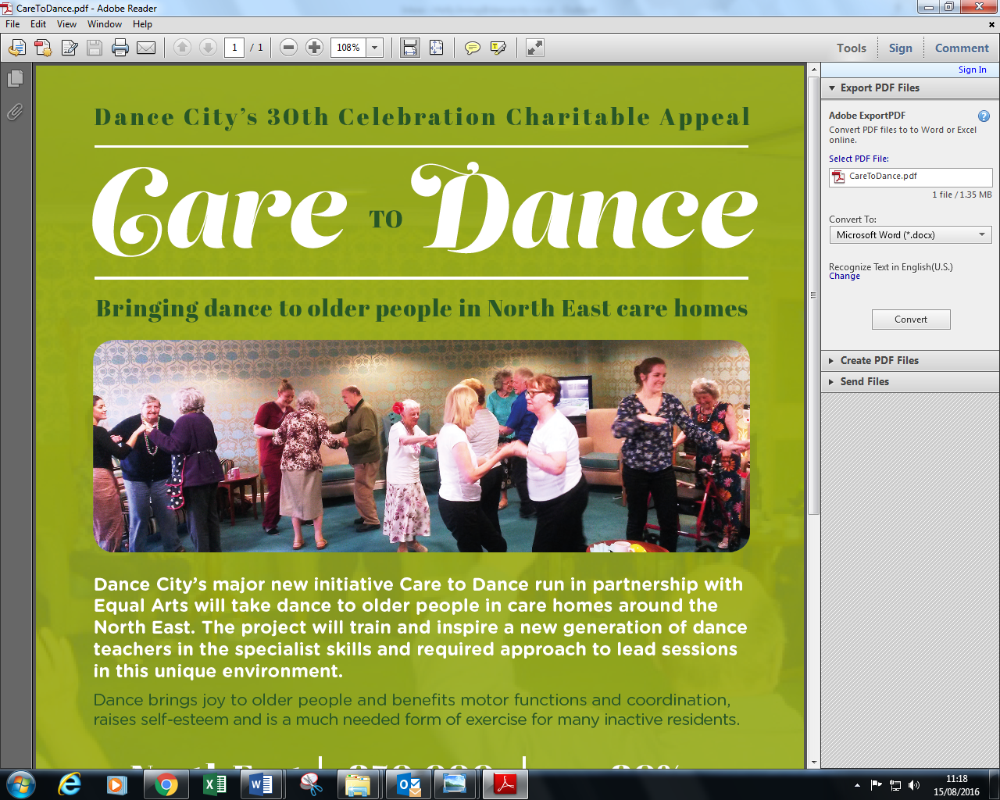 CareToDance.pdf - Adobe Reader
File Edit View Window Help
1 / 1 108% Tools Sign Comment
Sign In
Export PDF Files
Adobe ExportPDF
Convert PDF files to to Word or Excel
online.
Select PDF File:
CareToDance.pdf
1 file / 1.35 MB
Convert To:
Microsoft Word (*.docx)
Recognize Text in English(U.S.)
Change
Convert
Create PDF Files
Send Files
Dance City's 30th Celebration Charitable Appeal
Care TO Dance
Bringing dance to older people in North East care homes
Dance City's major new initiative Care to Dance run in partnership with
Equal Arts will take dance to older people in care homes around the
North East. The project will train and inspire a new generation of dance
teachers in the specialist skills and required approach to lead sessions
in this unique environment.
Dance brings joy to older people and benefits motor functions and coordination,
raises self-esteem and is a much needed form of exercise for many inactive residents.
11:18
15/08/2016